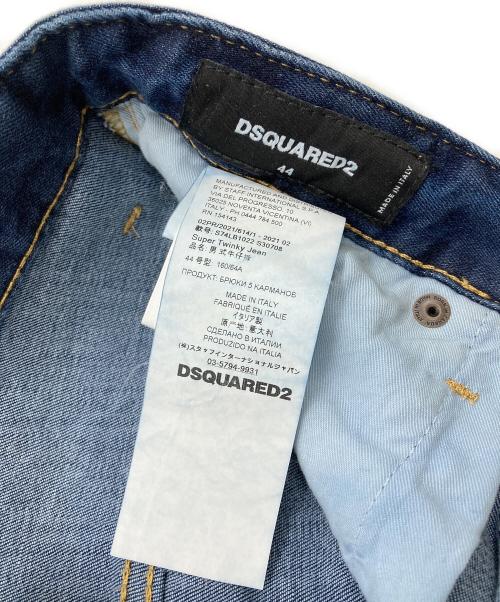 DSQUARED2
44
MADE IN ITALY
MANUFACTURED AND
BY STAFF INTERNATIONAL S.P.A
VIA DEL PROGRESSO, 10
36025 NOVENTA VICENTINA (VI)
ITALY - PH 0444 784 500
RN 154143
02PR/2021/614/1 - 2021 02
款号: S74LB1022 S30708
Super Twinky Jean
品名: 男式牛仔裤
44 号型: 160/64A
ПРОДУКТ: БРЮКИ 5 КАРМАНОВ
MADE IN ITALY
FABRIQUÉ EN ITALIE
イタリア製
原产地: 意大利
СДЕЛАНО В ИТАЛИИ
PRODUZIDO NA ITALIA
(株)スタッフインターナショナルジャパン
03-5794-9931
DSQUARED2